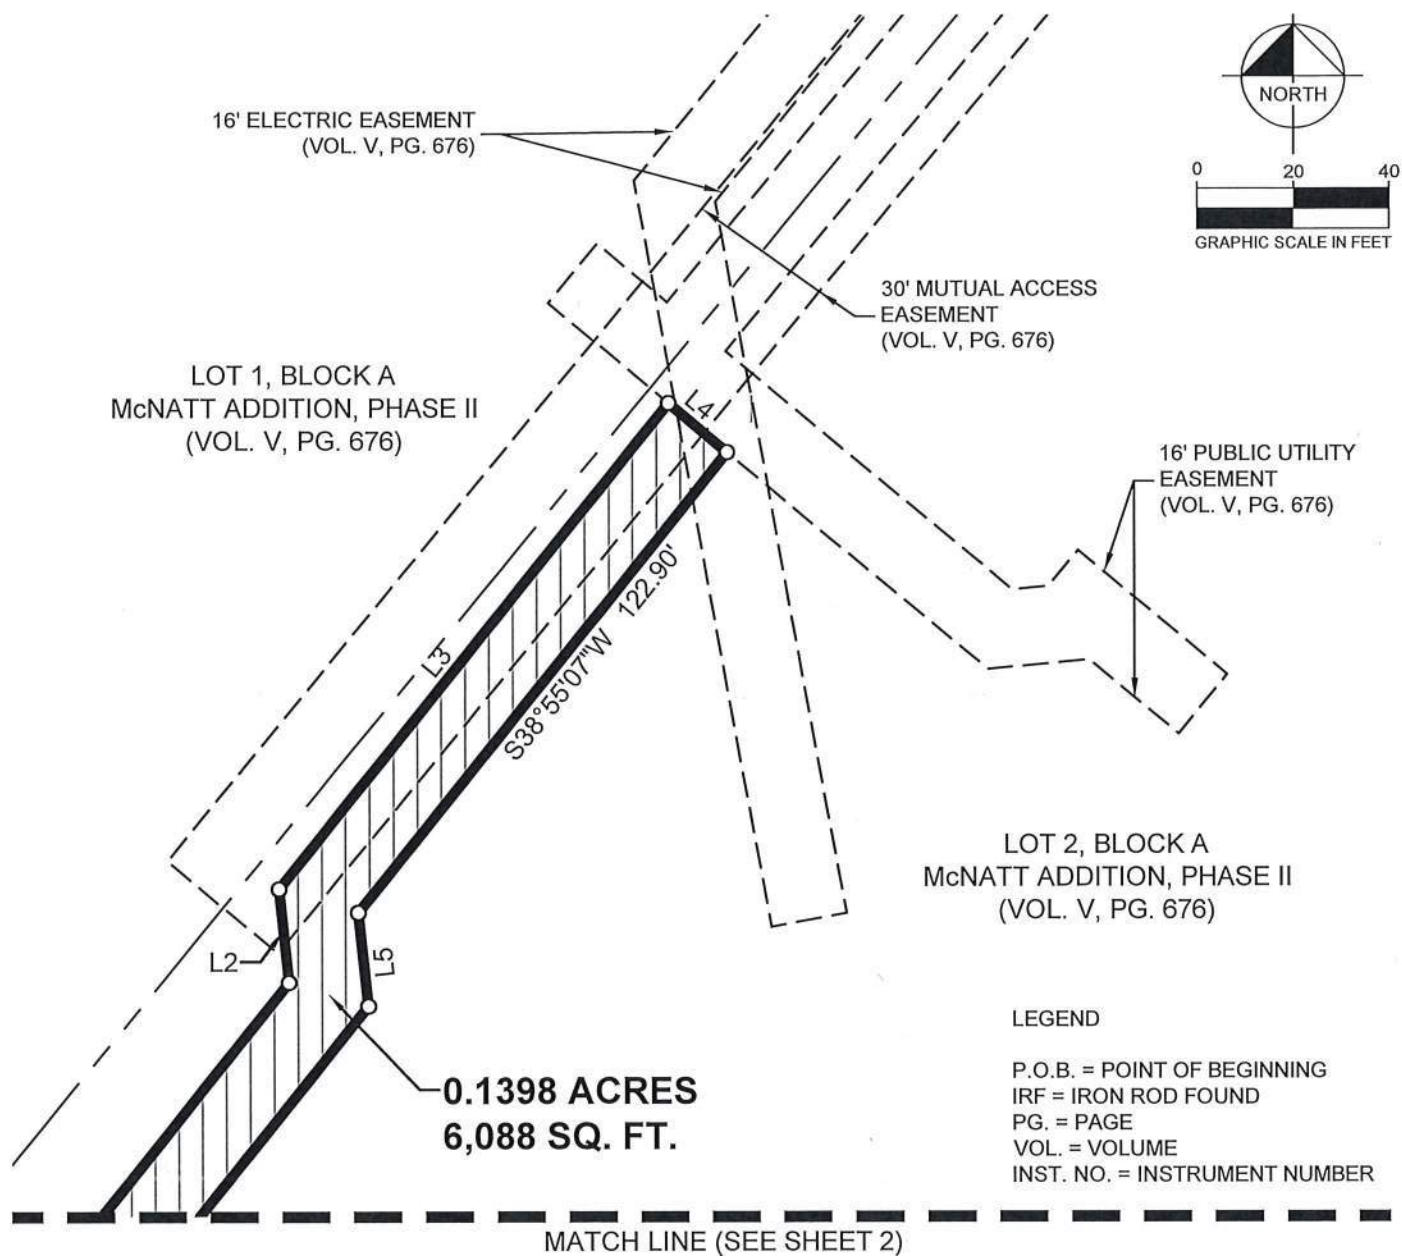 NORTH
0 20 40
GRAPHIC SCALE IN FEET
16' ELECTRIC EASEMENT
(VOL. V, PG. 676)
30' MUTUAL ACCESS
EASEMENT
(VOL. V, PG. 676)
LOT 1, BLOCK A
McNATT ADDITION, PHASE II
(VOL. V, PG. 676)
L4
16' PUBLIC UTILITY
EASEMENT
(VOL. V, PG. 676)
L3
S38°55'07"W 122.90'
LOT 2, BLOCK A
McNATT ADDITION, PHASE II
(VOL. V, PG. 676)
L2
L5
0.1398 ACRES
6,088 SQ. FT.
LEGEND
P.O.B. = POINT OF BEGINNING
IRF = IRON ROD FOUND
PG. = PAGE
VOL. = VOLUME
INST. NO. = INSTRUMENT NUMBER
MATCH LINE (SEE SHEET 2)